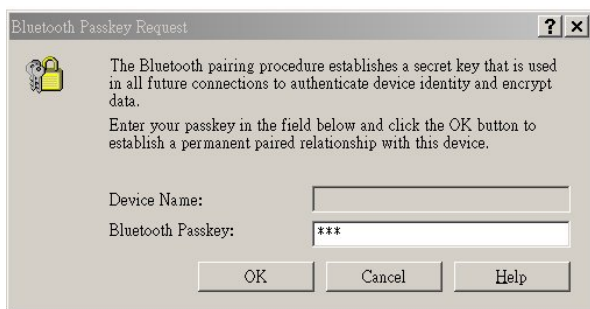 Bluetooth Passkey Request
The Bluetooth pairing procedure establishes a secret key that is used
in all future connections to authenticate device identity and encrypt
data.
Enter your passkey in the field below and click the OK button to
establish a permanent paired relationship with this device.
Device Name:
Bluetooth Passkey: ***
OK Cancel Help